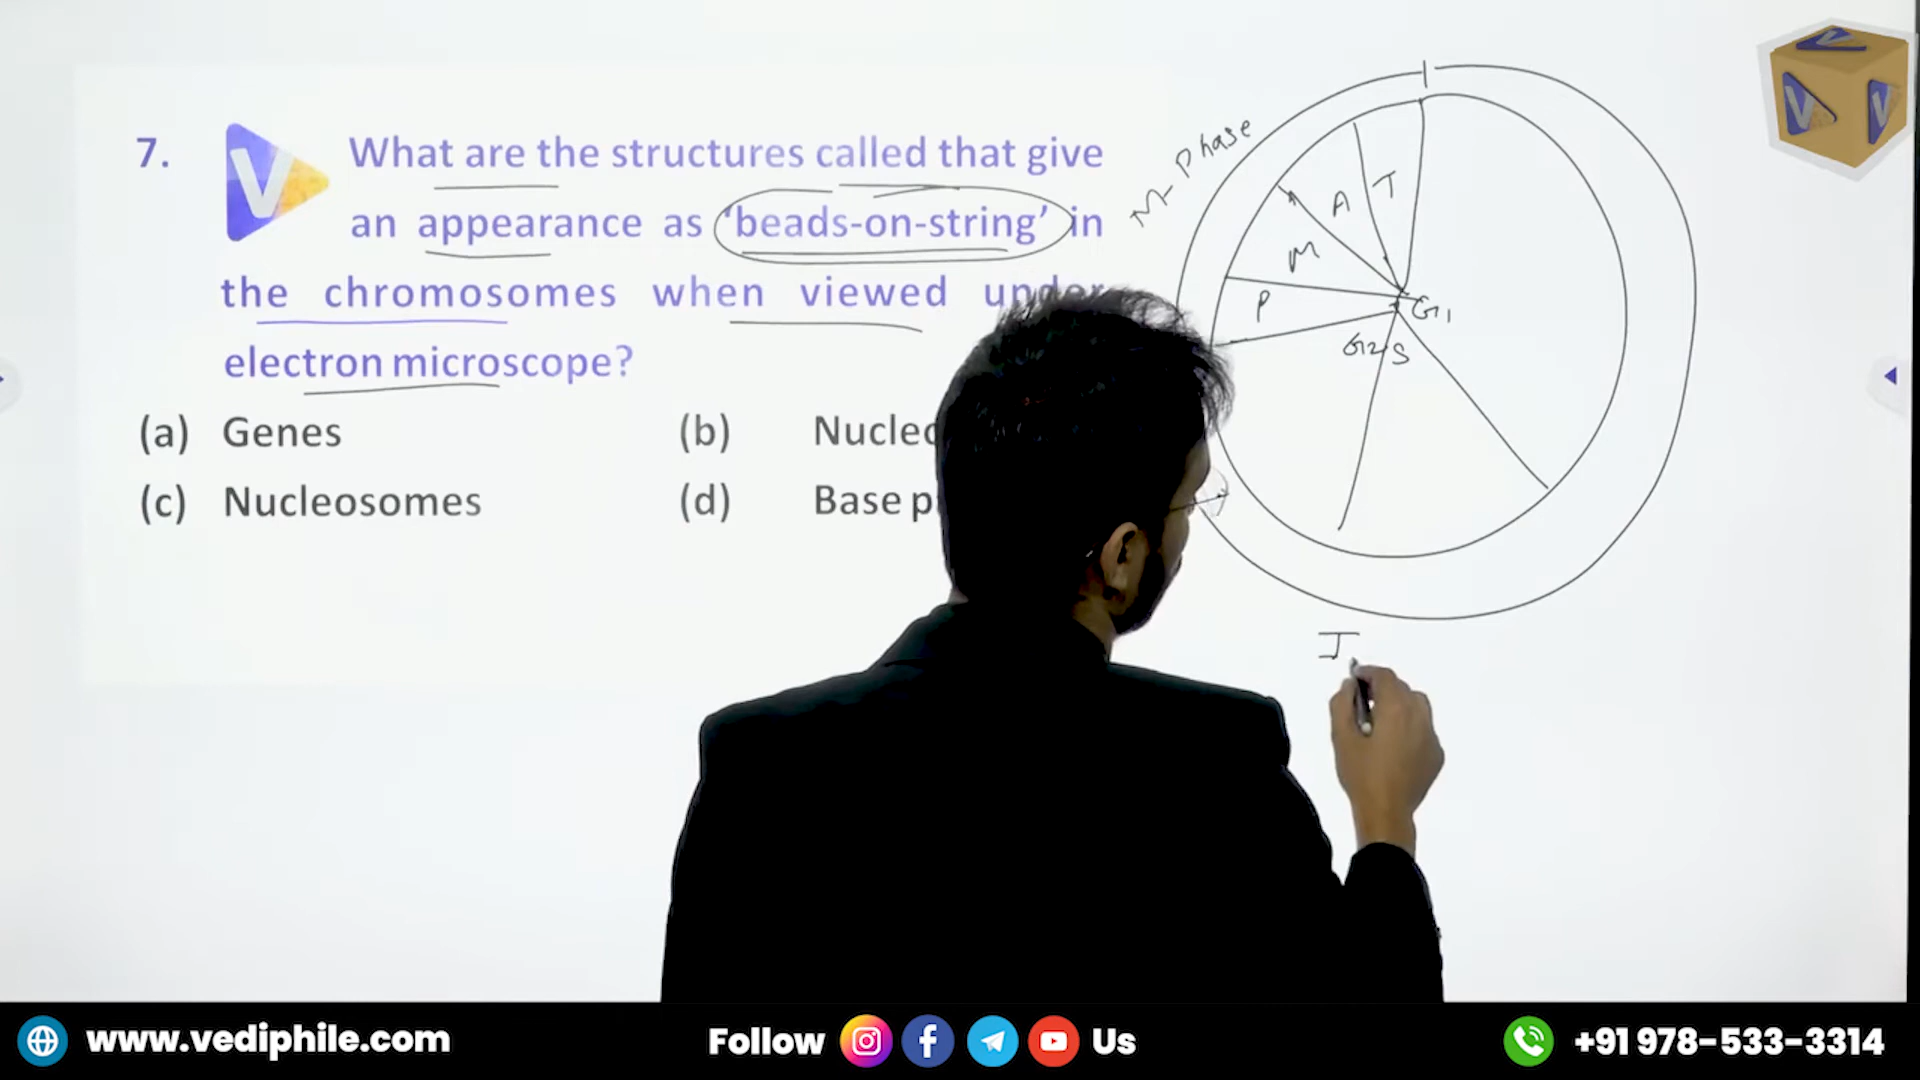 7. What are the structures called that give
an appearance as ‘beads-on-string’ in
the chromosomes when viewed under
electron microscope?
(a) Genes (b)
(c) Nucleosomes (d) Base
M-Phase
T
A
M
P
G1
G2 S
I
V
V
V
V
www.vediphile.com Follow Us +91 978-533-3314